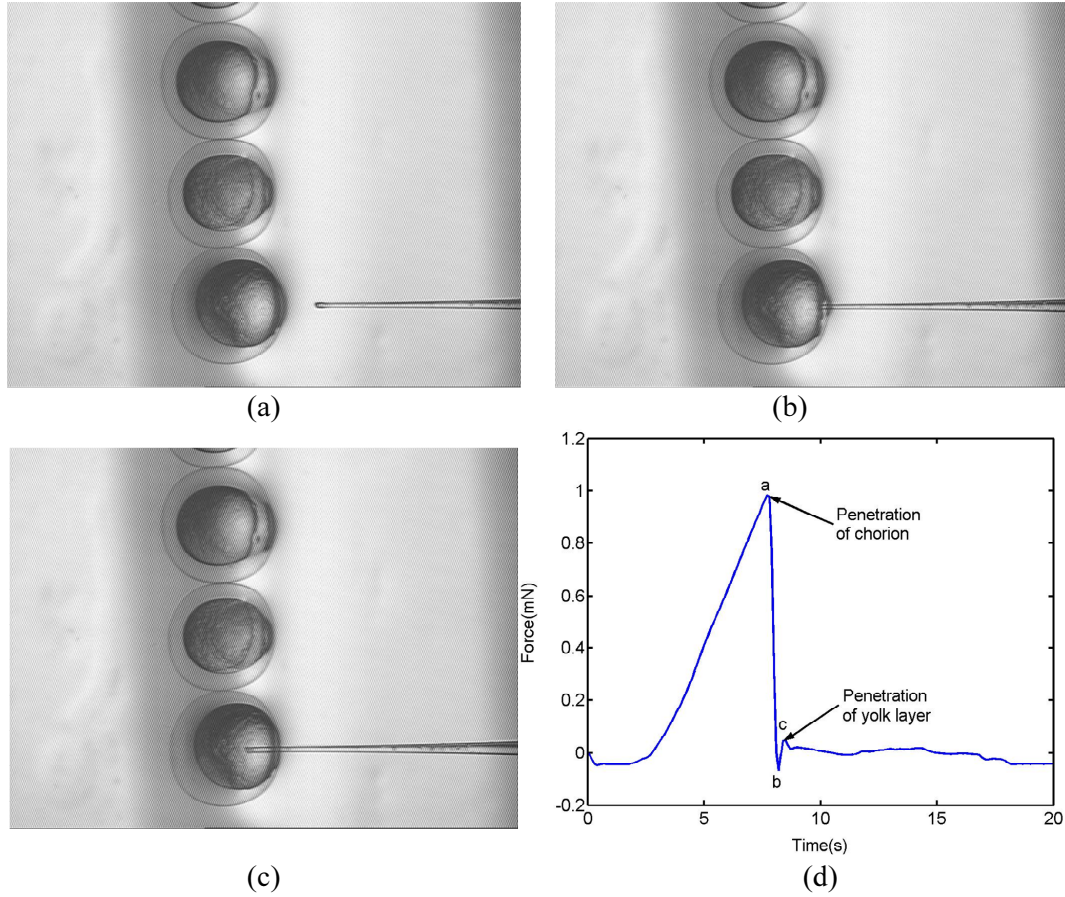 (a)
(b)
(c)
1.2
1
0.8
0.6
0.4
0.2
0
-0.2
Force(mN)
a
Penetration
of chorion
Penetration
of yolk layer
c
b
0
5
10
15
20
Time(s)
(d)